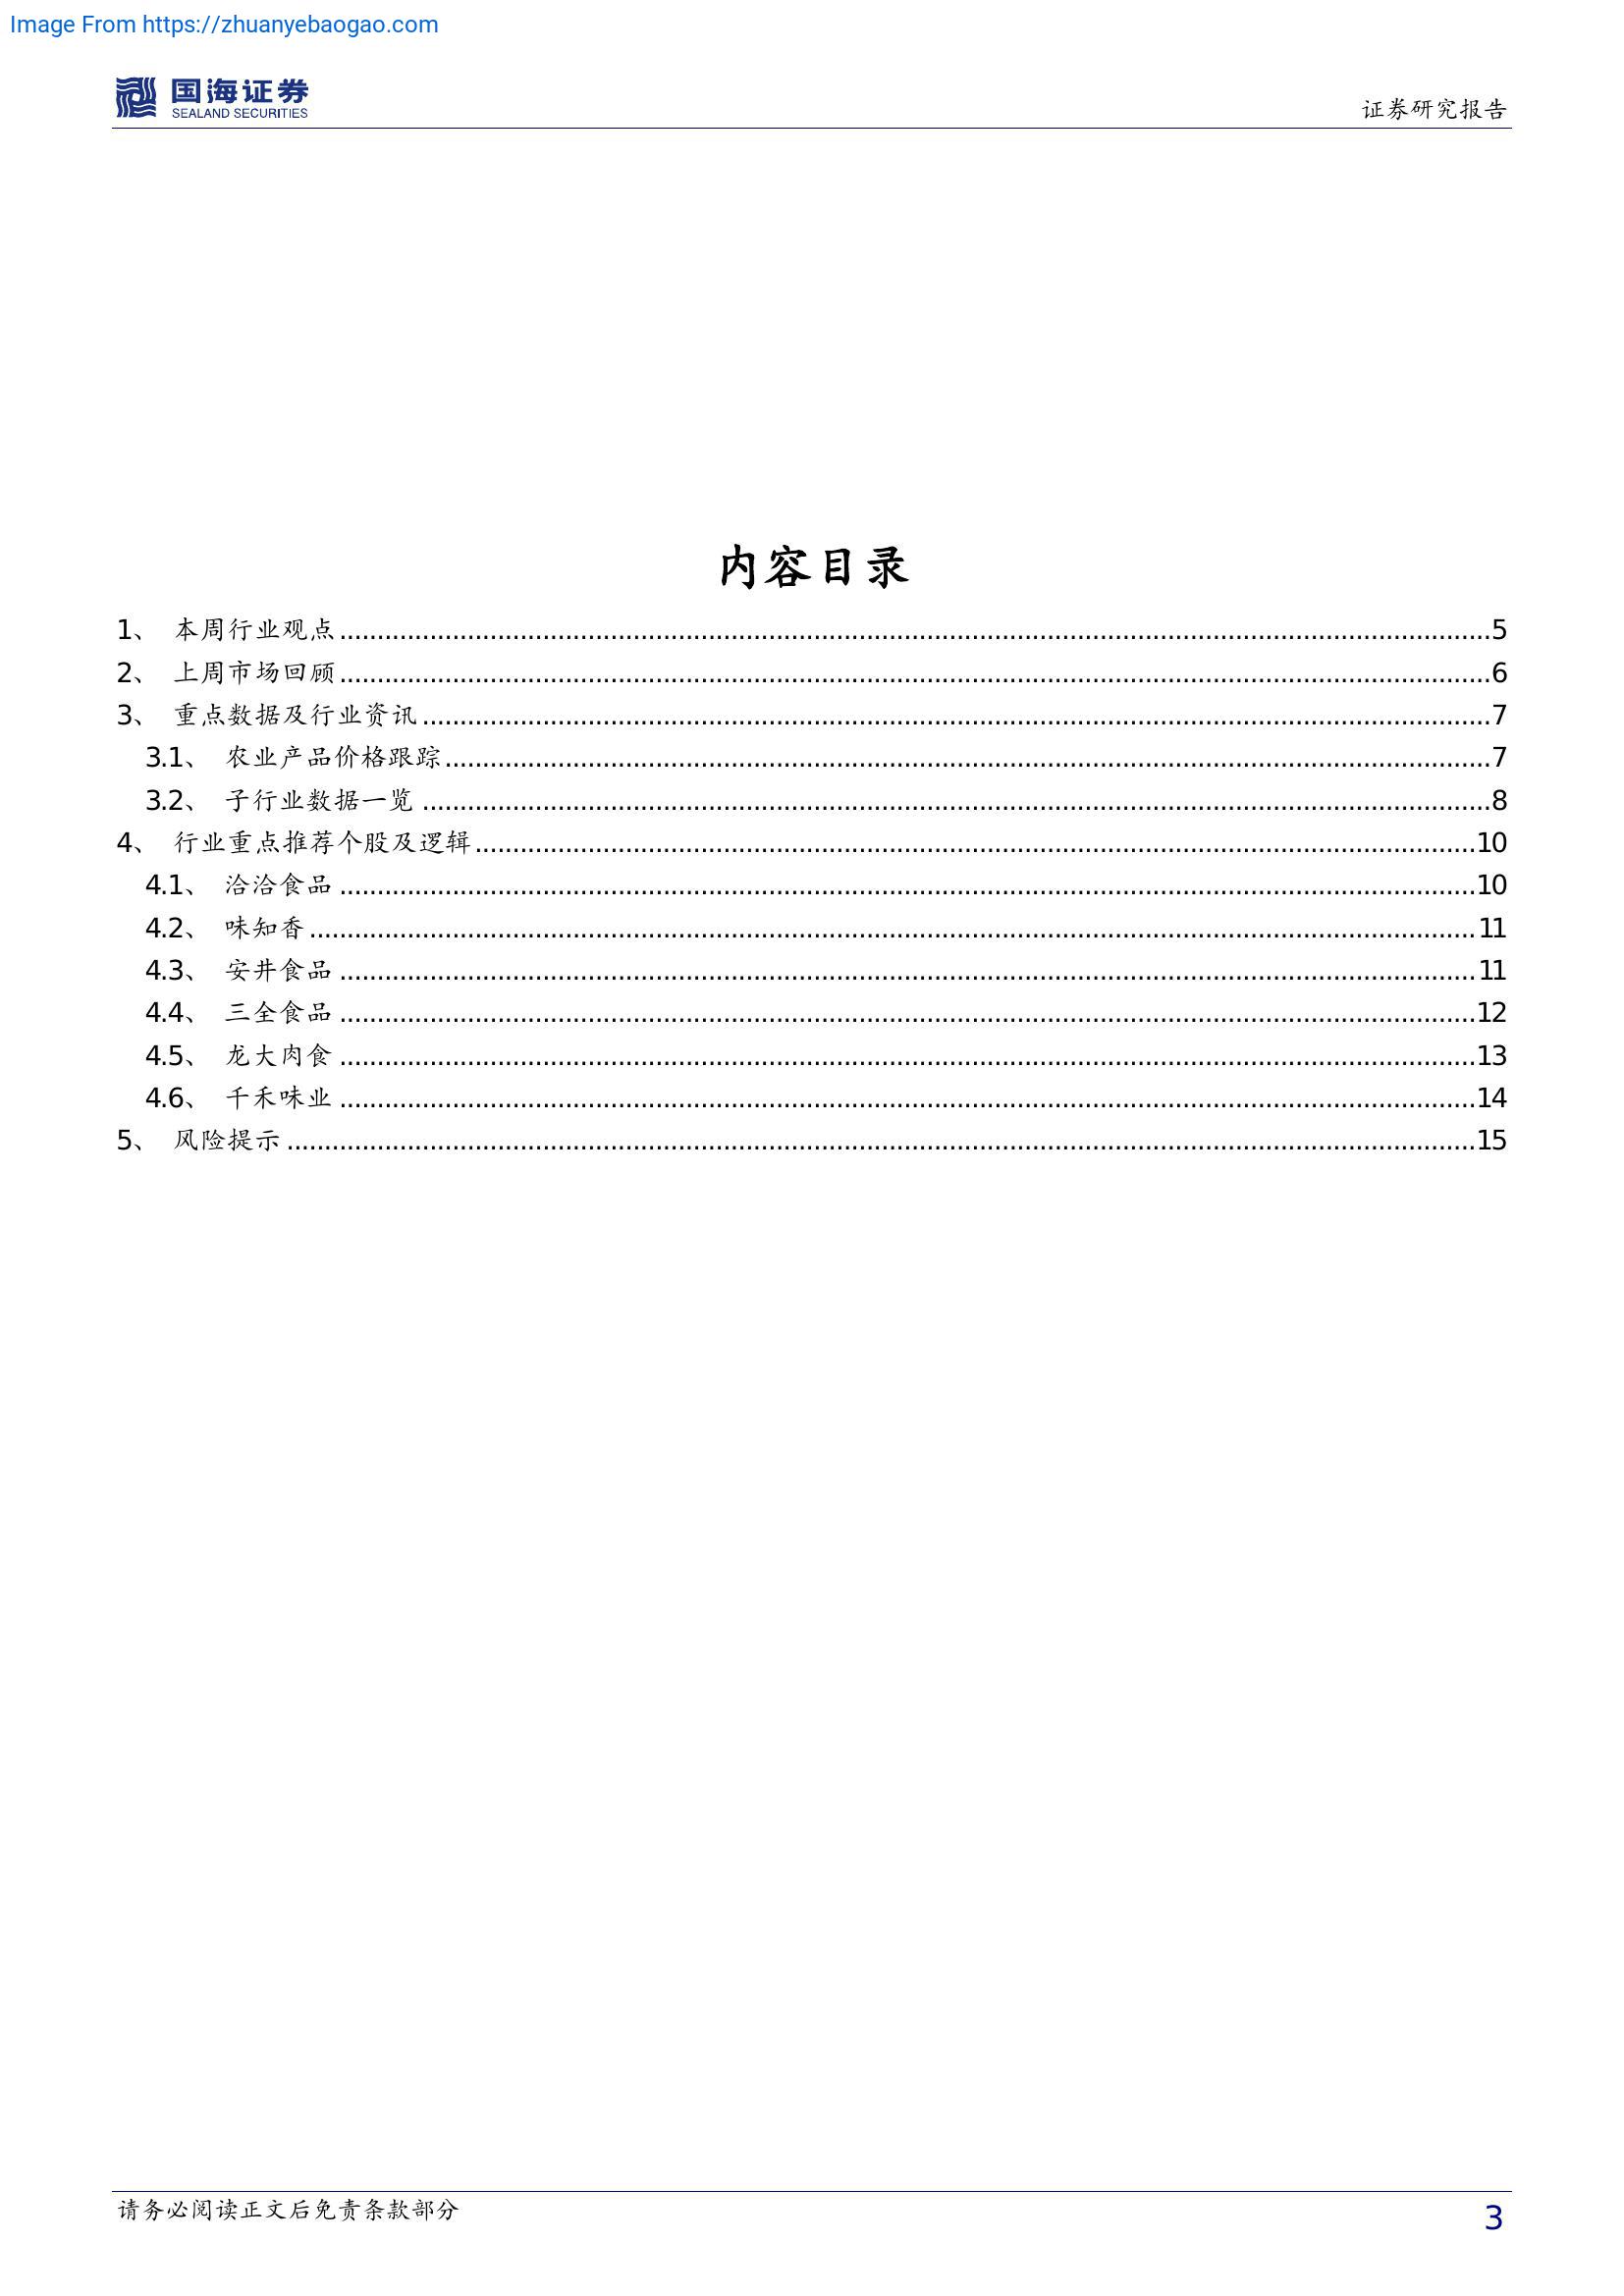 Image From https://zhuanyebaogao.com
国海证券
SEALAND SECURITIES
证券研究报告
内容目录
1、 本周行业观点 5
2、 上周市场回顾 6
3、 重点数据及行业资讯 7
3.1、 农业产品价格跟踪 7
3.2、 子行业数据一览 8
4、 行业重点推荐个股及逻辑 10
4.1、 洽洽食品 10
4.2、 味知香 11
4.3、 安井食品 11
4.4、 三全食品 12
4.5、 龙大肉食 13
4.6、 千禾味业 14
5、 风险提示 15
请务必阅读正文后免责条款部分
3